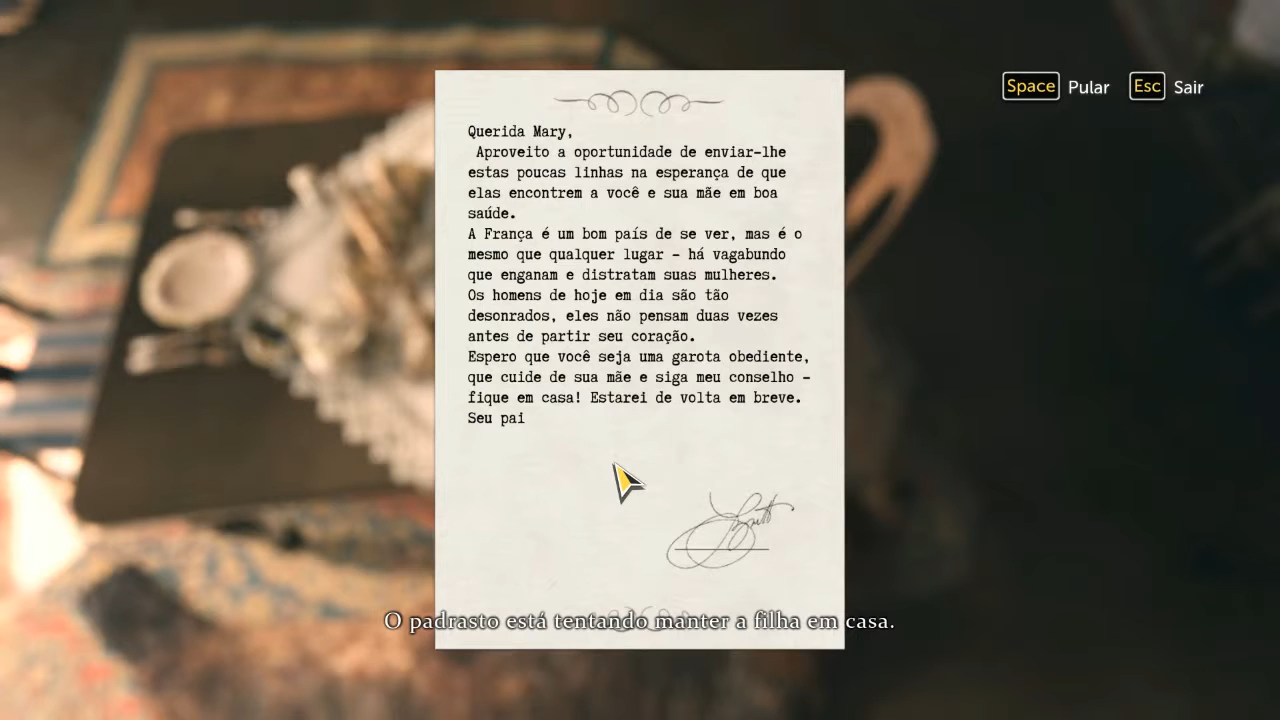 Space Pular Esc Sair
Querida Mary,
Aproveito a oportunidade de enviar-lhe
estas poucas linhas na esperança de que
elas encontrem a você e sua mãe em boa
saúde.
A França é um bom país de se ver, mas é o
mesmo que qualquer lugar - há vagabundo
que enganam e distratam suas mulheres.
Os homens de hoje em dia são tão
desonrados, eles não pensam duas vezes
antes de partir seu coração.
Espero que você seja uma garota obediente,
que cuide de sua mãe e siga meu conselho -
fique em casa! Estarei de volta em breve.
Seu pai
O padrasto está tentando manter a filha em casa.